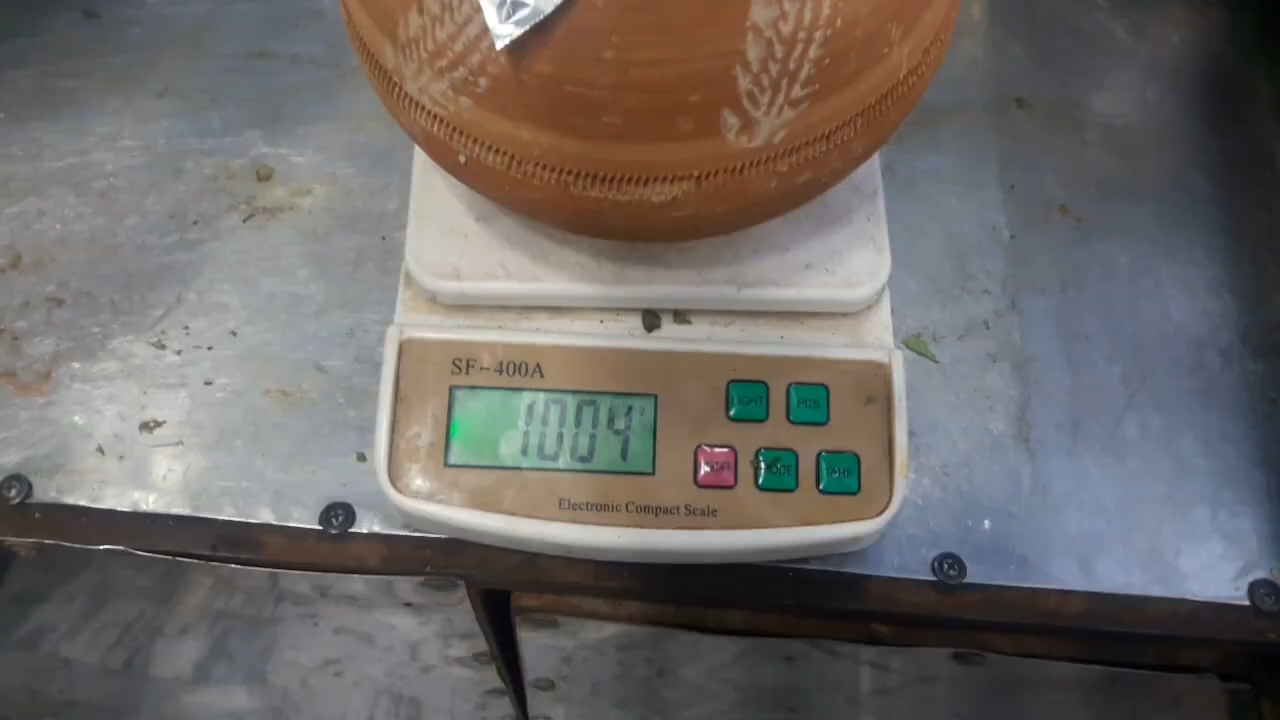 SF-400A
1004 g
LIGHT PCS
MODE TARE
Electronic Compact Scale